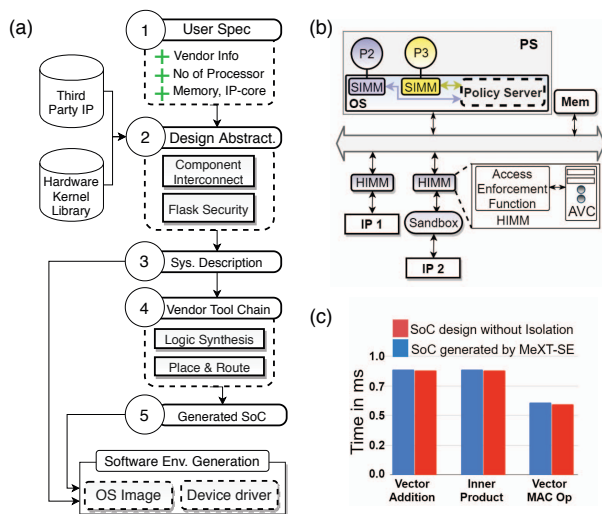 (a)
1
User Spec
+ Vendor Info
+ No of Processor
+ Memory, IP-core
Third
Party IP
Hardware
Kernel
Library
2
Design Abstract.
Component
Interconnect
Flask Security
3
Sys. Description
4
Vendor Tool Chain
Logic Synthesis
Place & Route
5
Generated SoC
Software Env. Generation
OS Image
Device driver
(b)
PS
P2
P3
SIMM
SIMM
Policy Server
OS
Mem
HIMM
HIMM
IP 1
Sandbox
IP 2
Access
Enforcement
Function
HIMM
AVC
(c)
SoC design without Isolation
SoC generated by MeXT-SE
Time in ms
1.0
0.7
0.5
0.2
0.0
Vector
Addition
Inner
Product
Vector
MAC Op